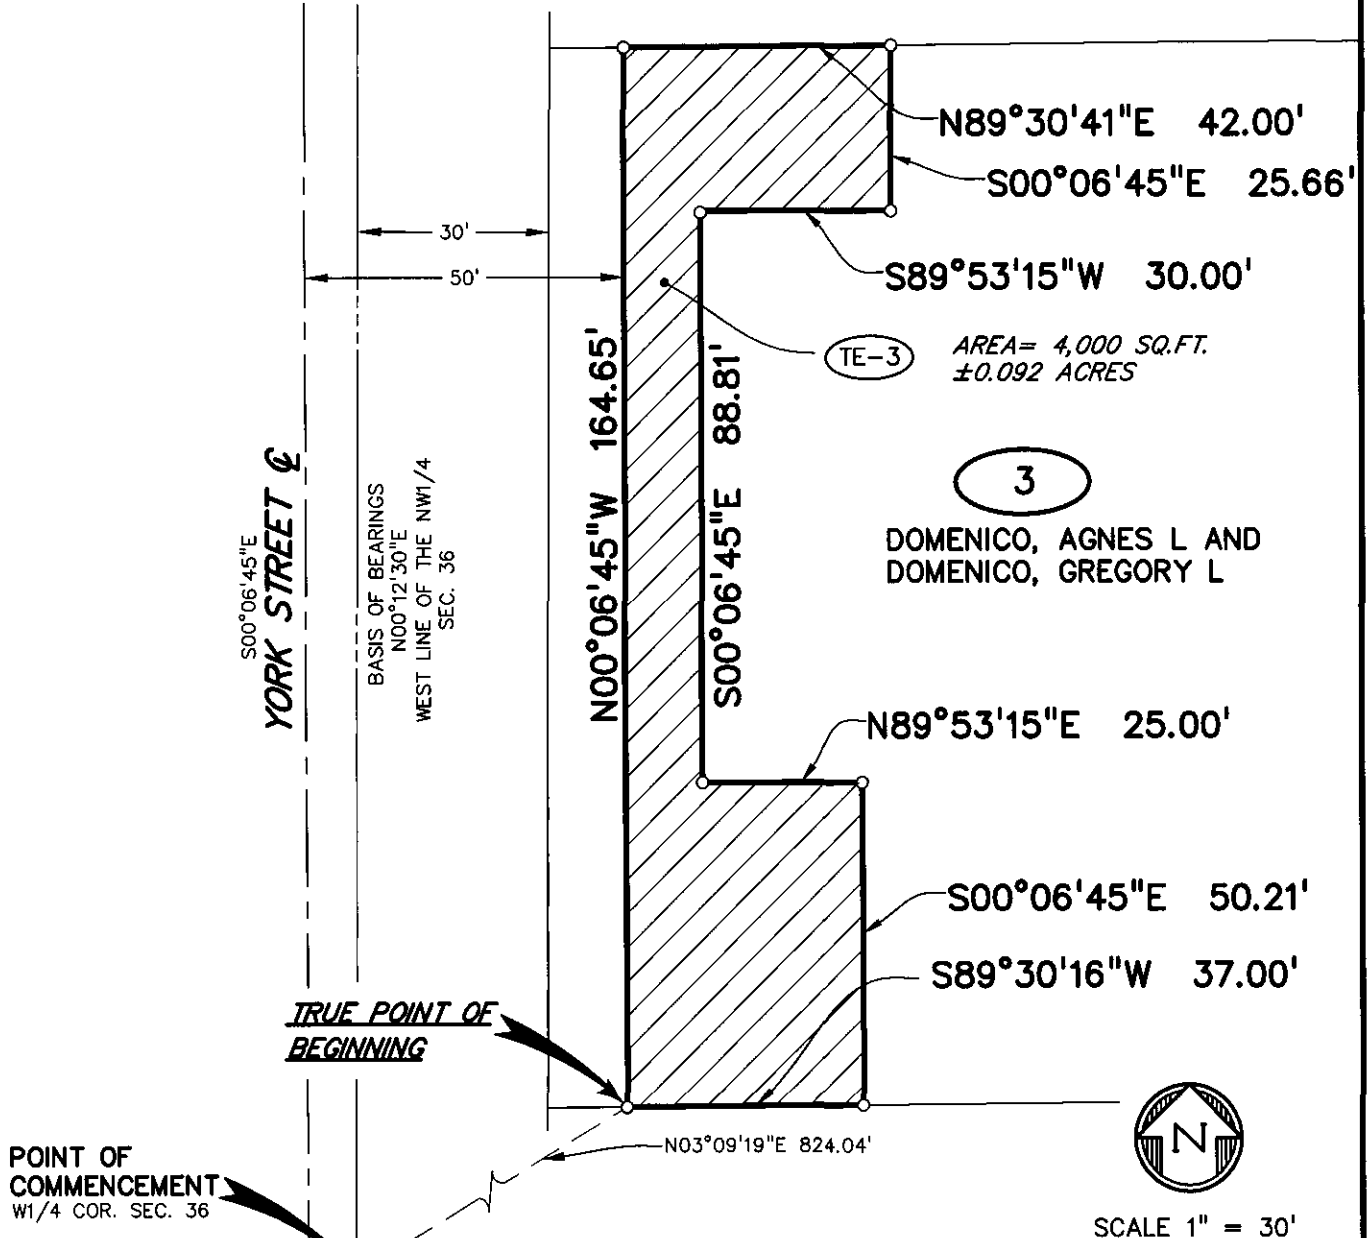 N89°30'41"E 42.00'
S00°06'45"E 25.66'
30'
50'
S89°53'15"W 30.00'
TE-3
AREA= 4,000 SQ.FT.
±0.092 ACRES
N00°06'45"W 164.65'
S00°06'45"E 88.81'
3
DOMENICO, AGNES L AND
DOMENICO, GREGORY L
S00°06'45"E
YORK STREET ℄
BASIS OF BEARINGS
N00°12'30"E
WEST LINE OF THE NW1/4
SEC. 36
N89°53'15"E 25.00'
S00°06'45"E 50.21'
S89°30'16"W 37.00'
TRUE POINT OF
BEGINNING
N03°09'19"E 824.04'
POINT OF
COMMENCEMENT
W1/4 COR. SEC. 36
N
SCALE 1" = 30'